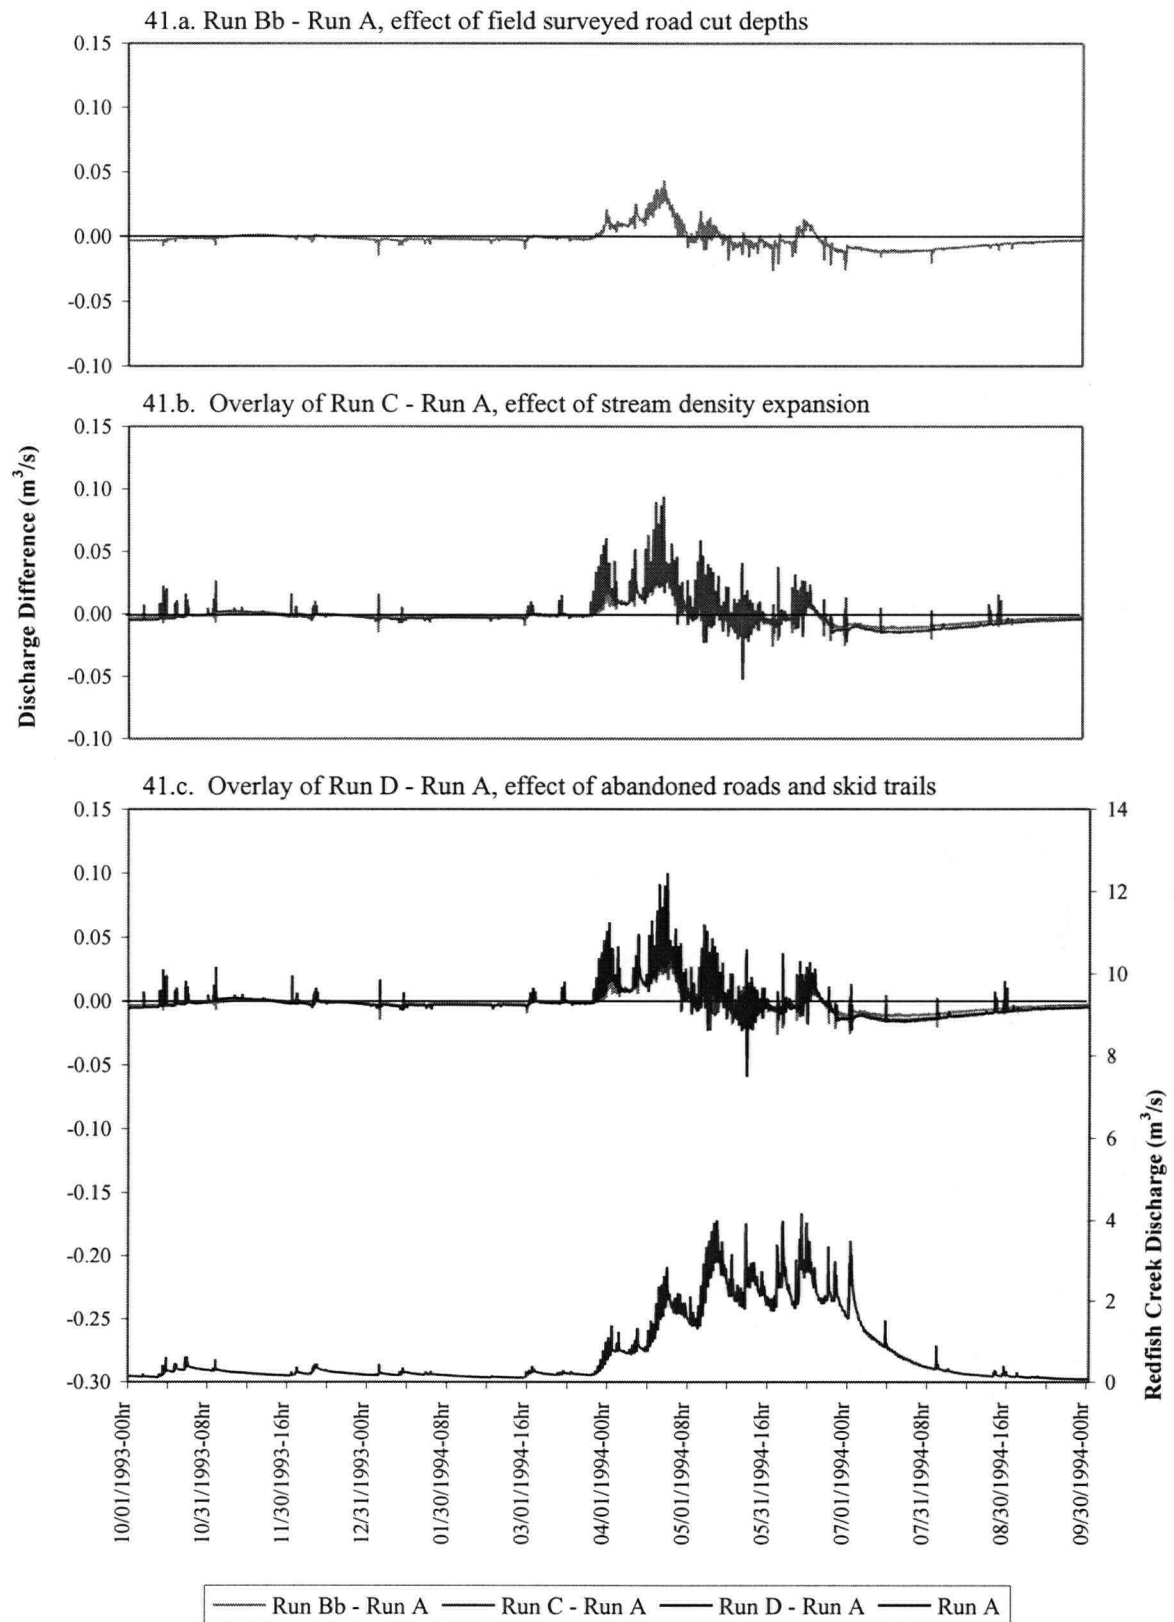 41.a. Run Bb - Run A, effect of field surveyed road cut depths
0.15
0.10
0.05
0.00
-0.05
-0.10
41.b. Overlay of Run C - Run A, effect of stream density expansion
0.15
0.10
0.05
0.00
-0.05
-0.10
Discharge Difference (m³/s)
41.c. Overlay of Run D - Run A, effect of abandoned roads and skid trails
0.15
0.10
0.05
0.00
-0.05
-0.10
-0.15
-0.20
-0.25
-0.30
14
12
10
8
6
4
2
0
Redfish Creek Discharge (m³/s)
10/01/1993-00hr
10/31/1993-08hr
11/30/1993-16hr
12/31/1993-00hr
01/30/1994-08hr
03/01/1994-16hr
04/01/1994-00hr
05/01/1994-08hr
05/31/1994-16hr
07/01/1994-00hr
07/31/1994-08hr
08/30/1994-16hr
09/30/1994-00hr
Run Bb - Run A
Run C - Run A
Run D - Run A
Run A